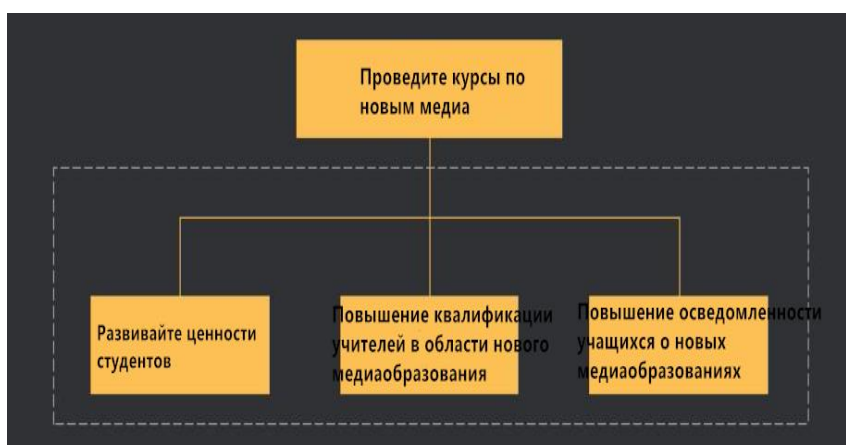 Проведите курсы по
новым медиа
Развивайте ценности
студентов
Повышение квалификации
учителей в области нового
медиаобразования
Повышение осведомленности
учащихся о новых
медиаобразованиях